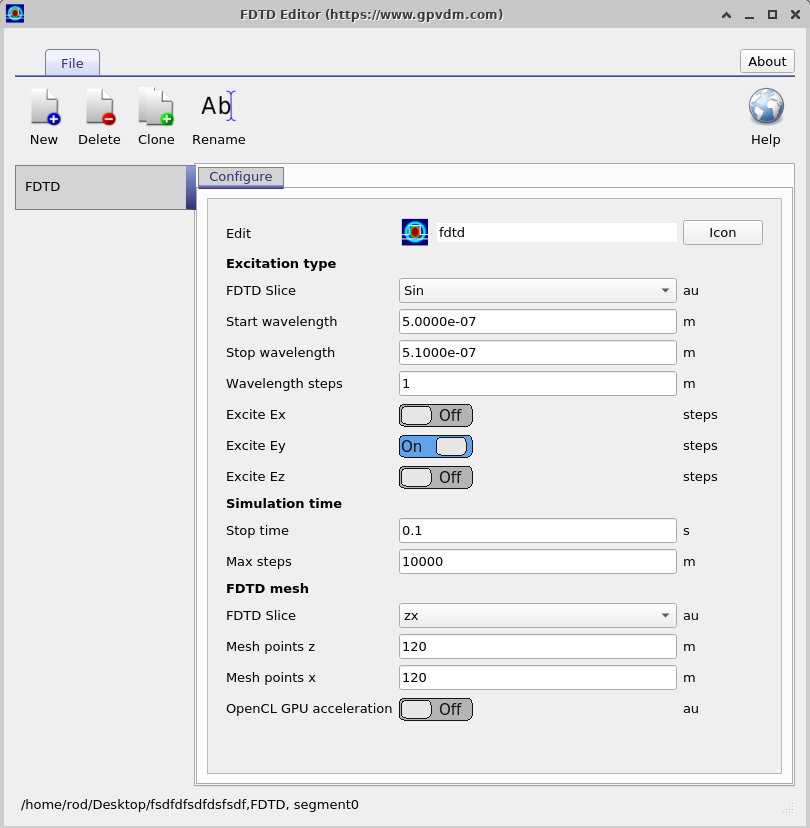 FDTD Editor (https://www.gpvdm.com)
File
About
New Delete Clone Rename Help
Ab
FDTD
Configure
Edit fdtd Icon
Excitation type
FDTD Slice Sin au
Start wavelength 5.0000e-07 m
Stop wavelength 5.1000e-07 m
Wavelength steps 1 m
Excite Ex Off steps
Excite Ey On steps
Excite Ez Off steps
Simulation time
Stop time 0.1 s
Max steps 10000 m
FDTD mesh
FDTD Slice zx au
Mesh points z 120 m
Mesh points x 120 m
OpenCL GPU acceleration Off au
/home/rod/Desktop/fsdfdfsdfdsfsdf,FDTD, segment0